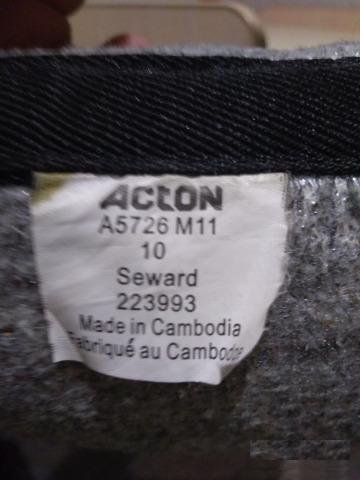 ACTON
A5726 M11
10
Seward
223993
Made in Cambodia
Fabriqué au Cambodge